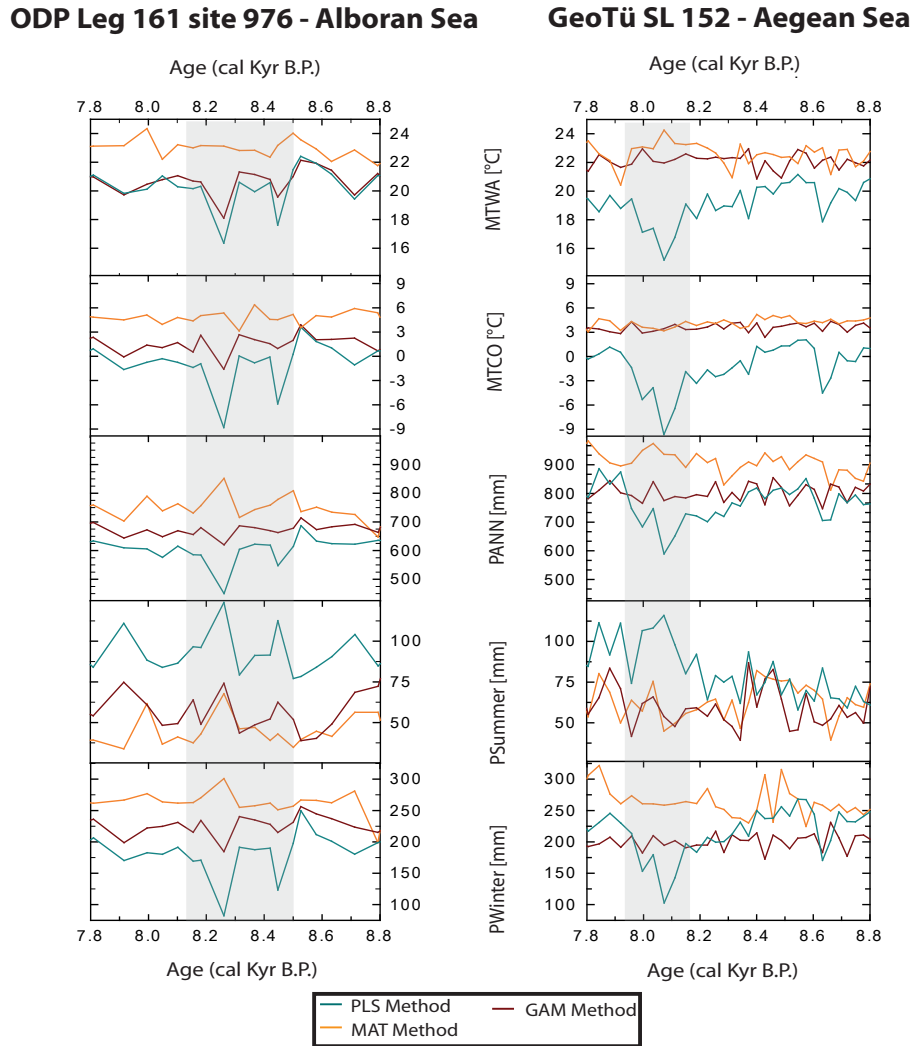 ODP Leg 161 site 976 - Alboran Sea
GeoTü SL 152 - Aegean Sea
Age (cal Kyr B.P.)
Age (cal Kyr B.P.)
7.8 8.0 8.2 8.4 8.6 8.8
7.8 8.0 8.2 8.4 8.6 8.8
24
22
20
18
16
MTWA [°C]
24
22
20
18
16
9
6
3
0
-3
-6
-9
MTCO [°C]
9
6
3
0
-3
-6
-9
900
800
700
600
500
PANN [mm]
900
800
700
600
500
100
75
50
PSummer [mm]
100
75
50
300
250
200
150
100
PWinter [mm]
300
250
200
150
100
7.8 8.0 8.2 8.4 8.6 8.8
7.8 8.0 8.2 8.4 8.6 8.8
Age (cal Kyr B.P.)
Age (cal Kyr B.P.)
PLS Method
GAM Method
MAT Method